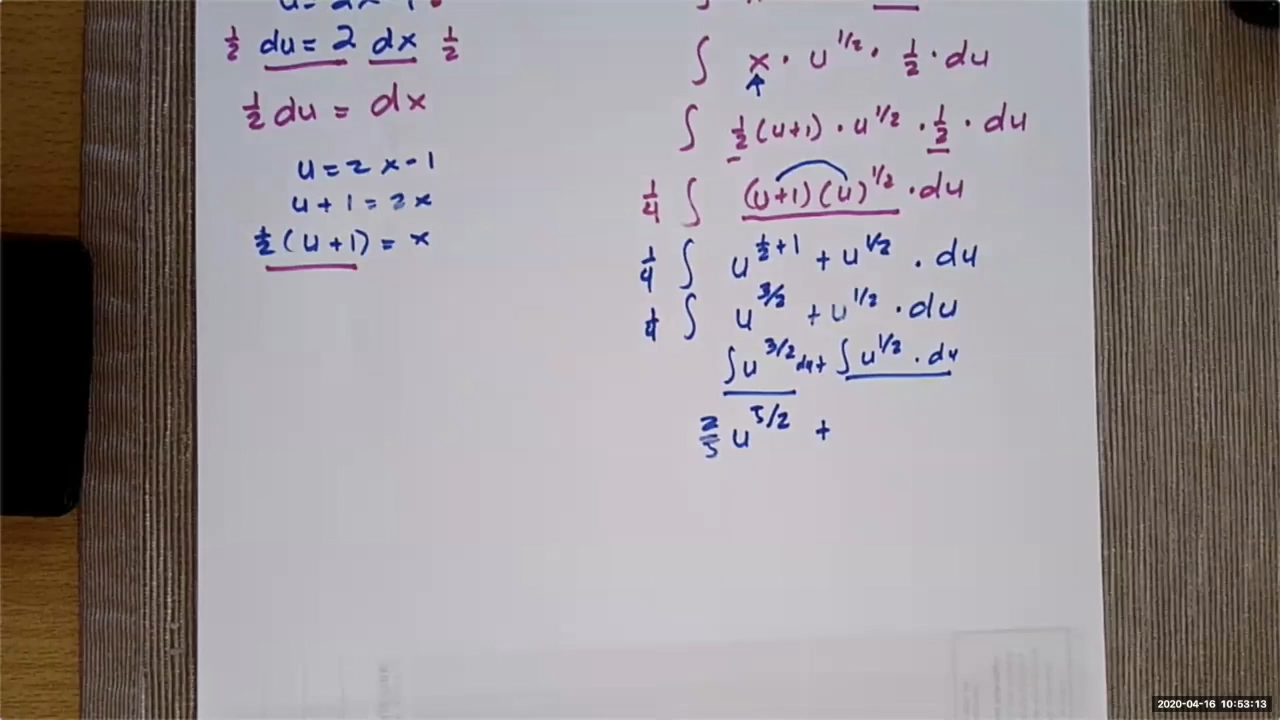 ½ du = 2 dx ½
½ du = dx
u = 2x - 1
u + 1 = 2x
½(u+1) = x
∫ x · u^1/2 · ½ · du
∫ ½(u+1) · u^1/2 · ½ · du
¼ ∫ (u+1)(u)^1/2 · du
¼ ∫ u^½+1 + u^1/2 · du
¼ ∫ u^3/2 + u^1/2 · du
∫u^3/2 du + ∫u^1/2 · du
2/5 u^5/2 +
2020-04-16 10:53:13